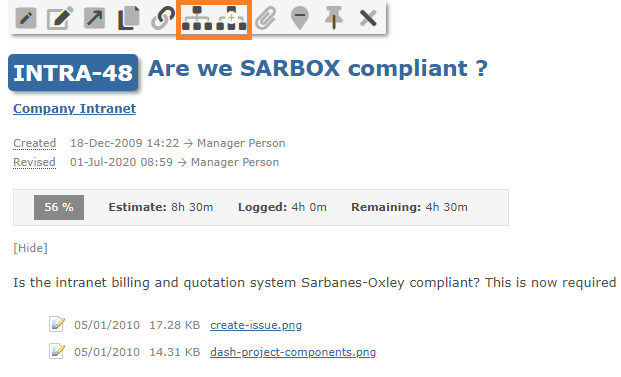 INTRA-48 Are we SARBOX compliant ?
Company Intranet
Created 18-Dec-2009 14:22 → Manager Person
Revised 01-Jul-2020 08:59 → Manager Person
56 % Estimate: 8h 30m Logged: 4h 0m Remaining: 4h 30m
[Hide]
Is the intranet billing and quotation system Sarbanes-Oxley compliant? This is now required
05/01/2010 17.28 KB create-issue.png
05/01/2010 14.31 KB dash-project-components.png